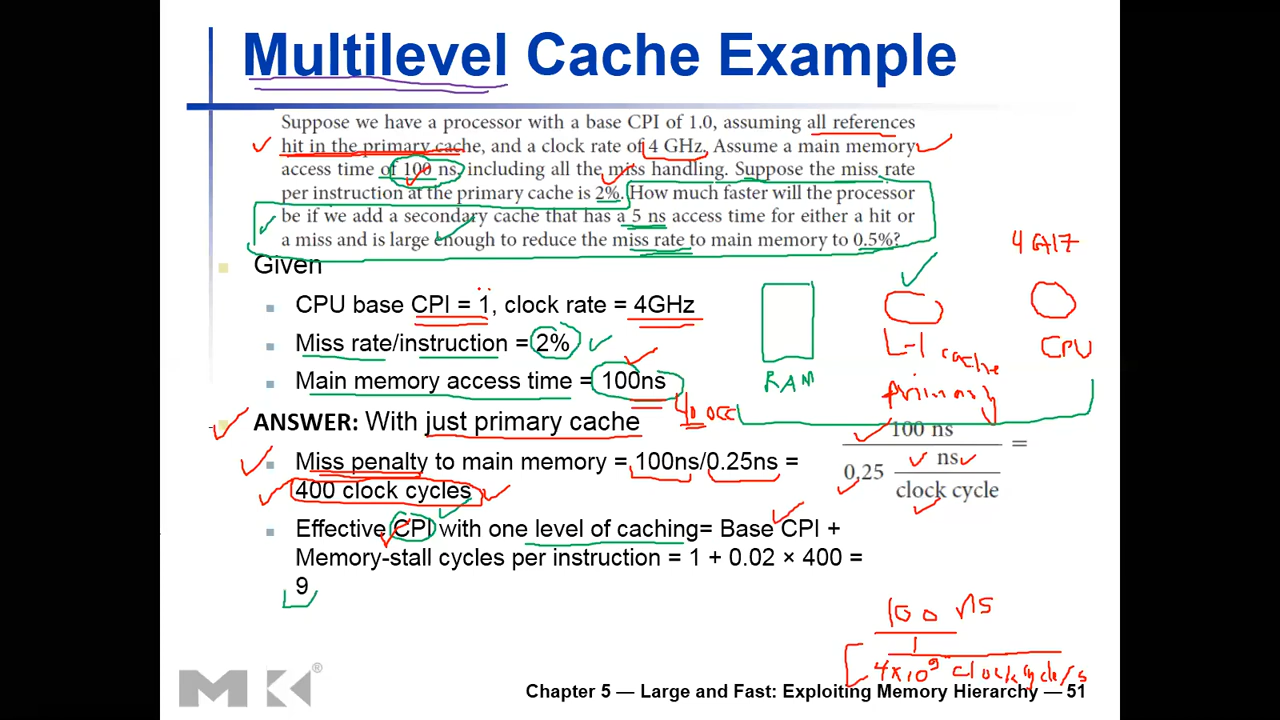 Multilevel Cache Example
Suppose we have a processor with a base CPI of 1.0, assuming all references
hit in the primary cache, and a clock rate of 4 GHz. Assume a main memory
access time of 100 ns, including all the miss handling. Suppose the miss rate
per instruction at the primary cache is 2%. How much faster will the processor
be if we add a secondary cache that has a 5 ns access time for either a hit or
a miss and is large enough to reduce the miss rate to main memory to 0.5%?
Given
CPU base CPI = 1, clock rate = 4GHz
Miss rate/instruction = 2%
Main memory access time = 100ns
ANSWER: With just primary cache
Miss penalty to main memory = 100ns/0.25ns =
400 clock cycles
Effective CPI with one level of caching= Base CPI +
Memory-stall cycles per instruction = 1 + 0.02 × 400 =
9
RAM
L-1 cache
primary
CPU
100 ns
0,25 ns
clock cycle
=
100 ns
1
4×10⁹ clock cycle/s
MK®
Chapter 5 — Large and Fast: Exploiting Memory Hierarchy — 51